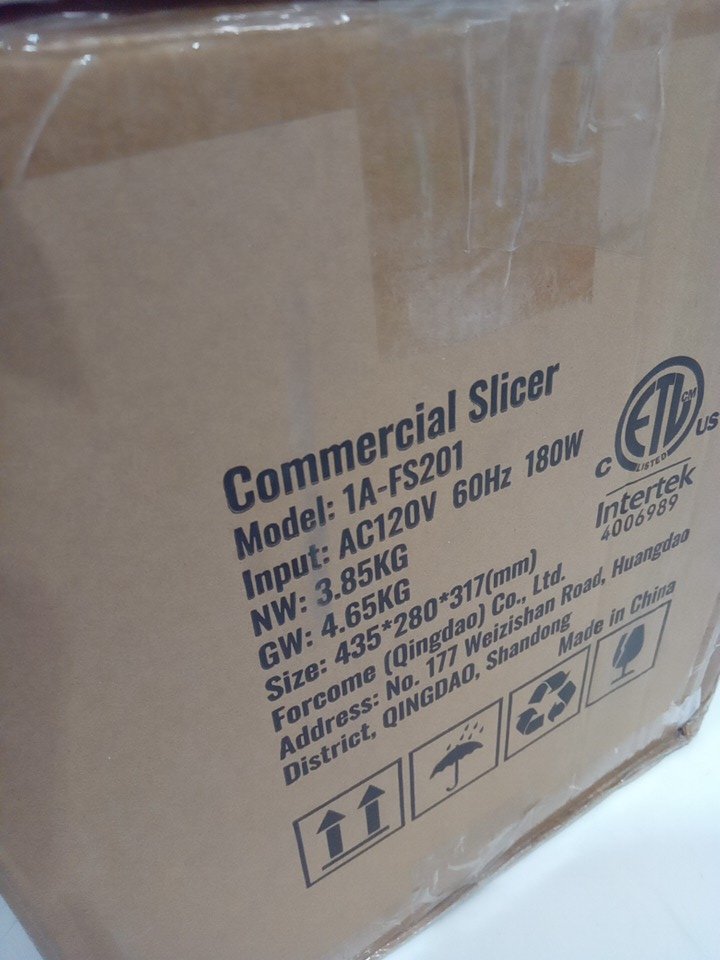 Commercial Slicer
Model: 1A-FS201
Input: AC120V 60Hz 180W
NW: 3.85KG
GW: 4.65KG
Size: 435*280*317(mm)
Forcome (Qingdao) Co., Ltd.
Address: No. 177 Weizishan Road, Huangdao
District, QINGDAO, Shandong
Made in China
ETL CM
LISTED
C US
Intertek
4006989